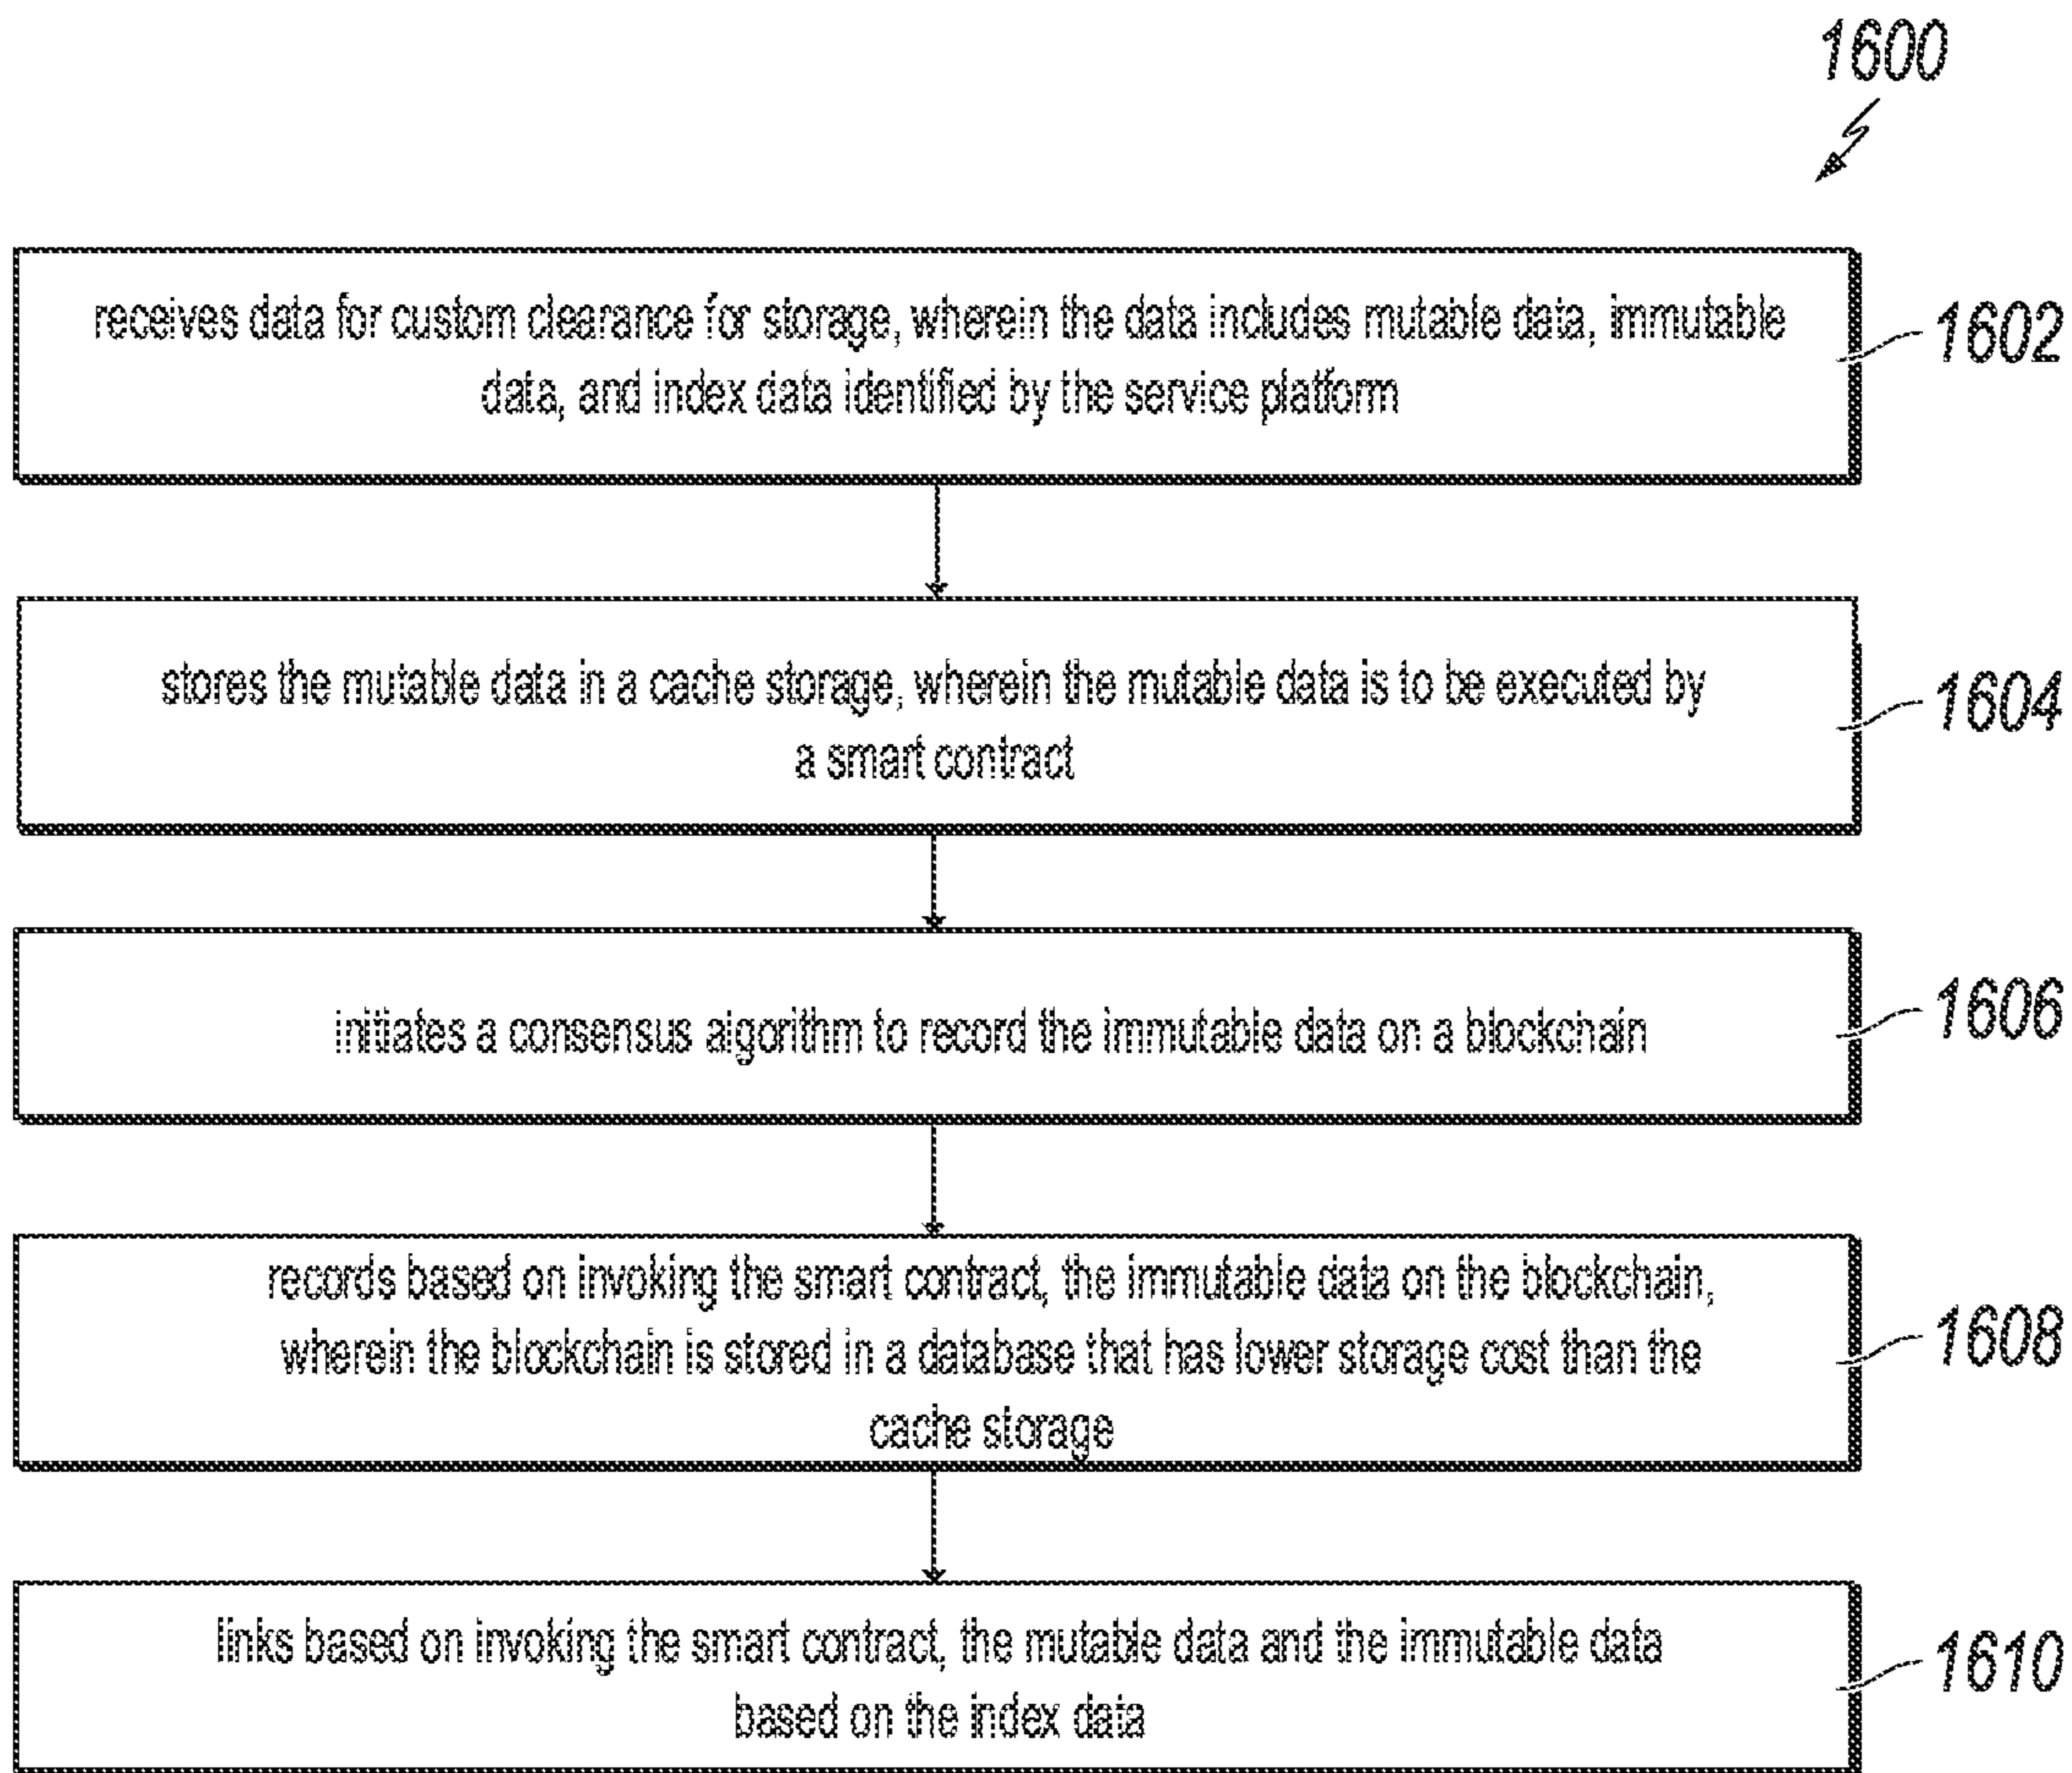 1600
receives data for custom clearance for storage, wherein the data includes mutable data, immutable
data, and index data identified by the service platform
1602
stores the mutable data in a cache storage, wherein the mutable data is to be executed by
a smart contract
1604
initiates a consensus algorithm to record the immutable data on a blockchain
1606
records based on invoking the smart contract, the immutable data on the blockchain,
wherein the blockchain is stored in a database that has lower storage cost than the
cache storage
1608
links based on invoking the smart contract, the mutable data and the immutable data
based on the index data
1610